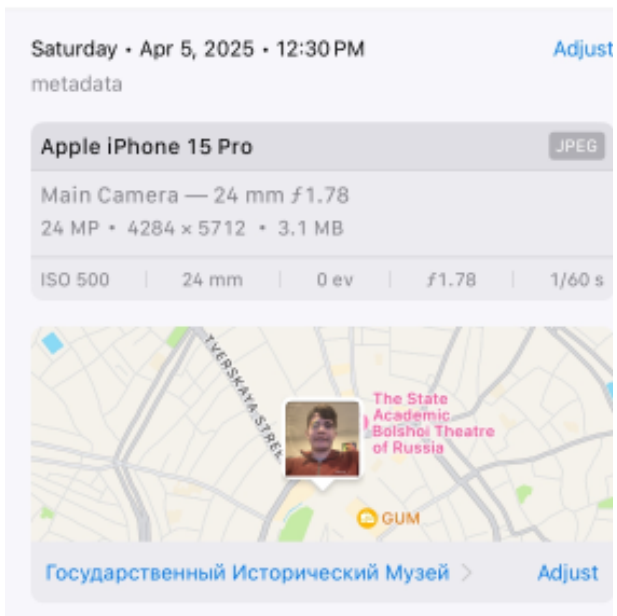 Saturday • Apr 5, 2025 • 12:30 PM
Adjust
metadata
Apple iPhone 15 Pro
JPEG
Main Camera — 24 mm ƒ1.78
24 MP • 4284 × 5712 • 3.1 MB
ISO 500 | 24 mm | 0 ev | ƒ1.78 | 1/60 s
TVERSKAYA STREE
The State
Academic
Bolshoi Theatre
of Russia
GUM
Государственный Исторический Музей >
Adjust